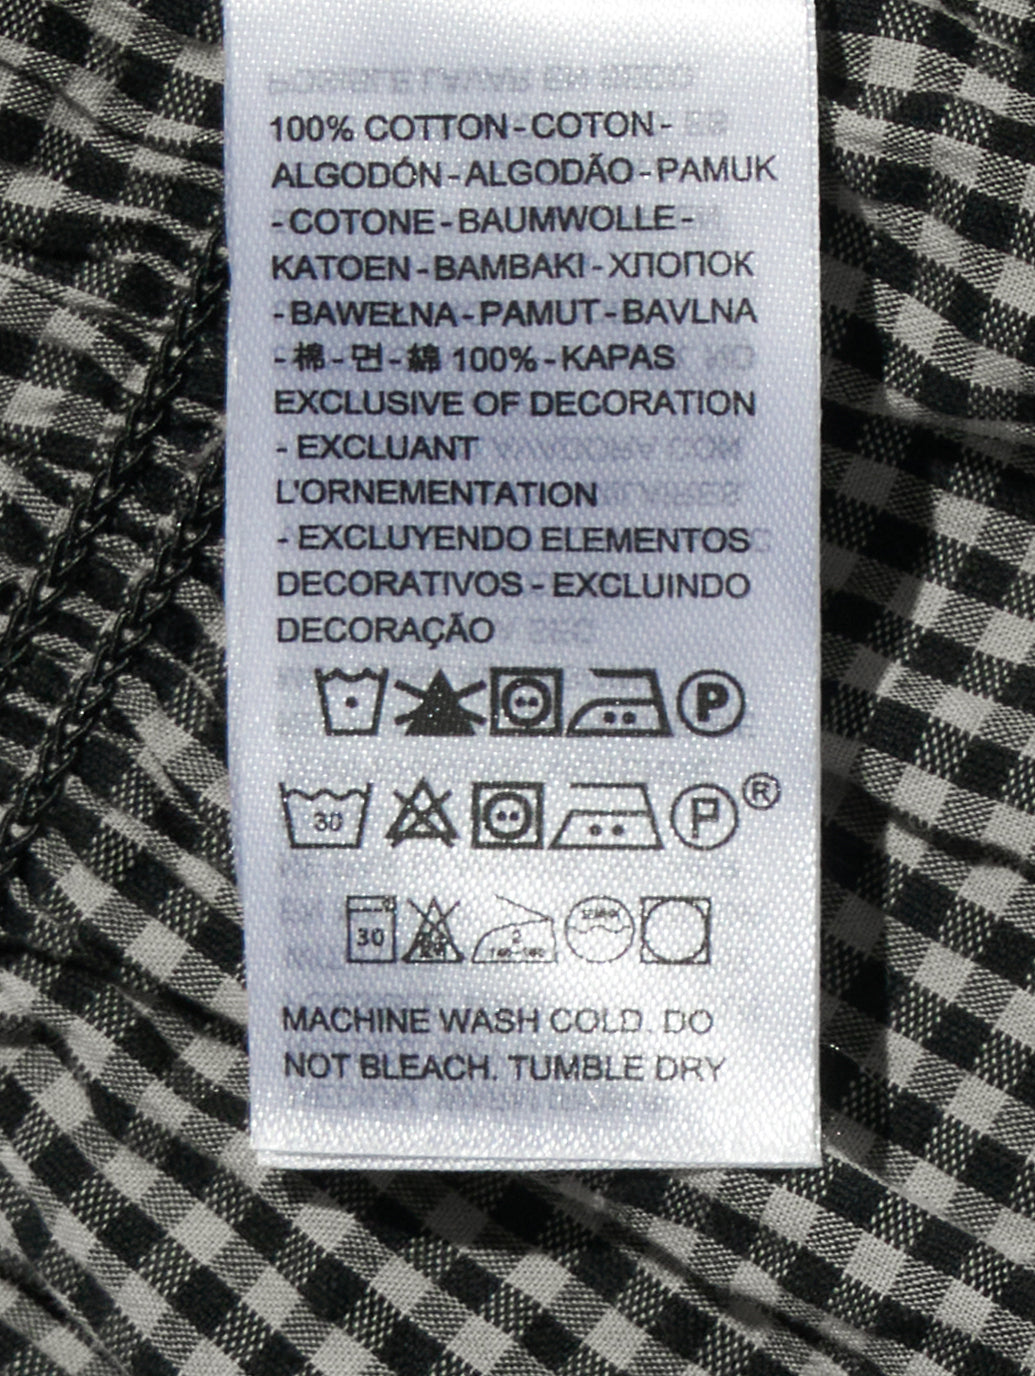 100% COTTON - COTON -
ALGODÓN - ALGODÃO - PAMUK
- COTONE - BAUMWOLLE -
KATOEN - BAMBAKI - ХЛОПОК
- BAWEŁNA - PAMUT - BAVLNA
- 棉 - 면 - 綿 100% - KAPAS
EXCLUSIVE OF DECORATION
- EXCLUANT
L'ORNEMENTATION
- EXCLUYENDO ELEMENTOS
DECORATIVOS - EXCLUINDO
DECORAÇÃO
P
30 P ®
30 2
MACHINE WASH COLD. DO
NOT BLEACH. TUMBLE DRY